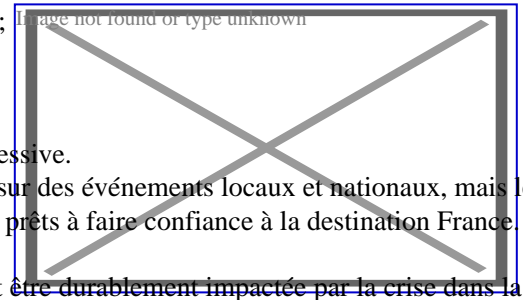 ; Image not found or type unknown
essive.
sur des événements locaux et nationaux, mais l
prêts à faire confiance à la destination France.
t être durablement impactée par la crise dans la